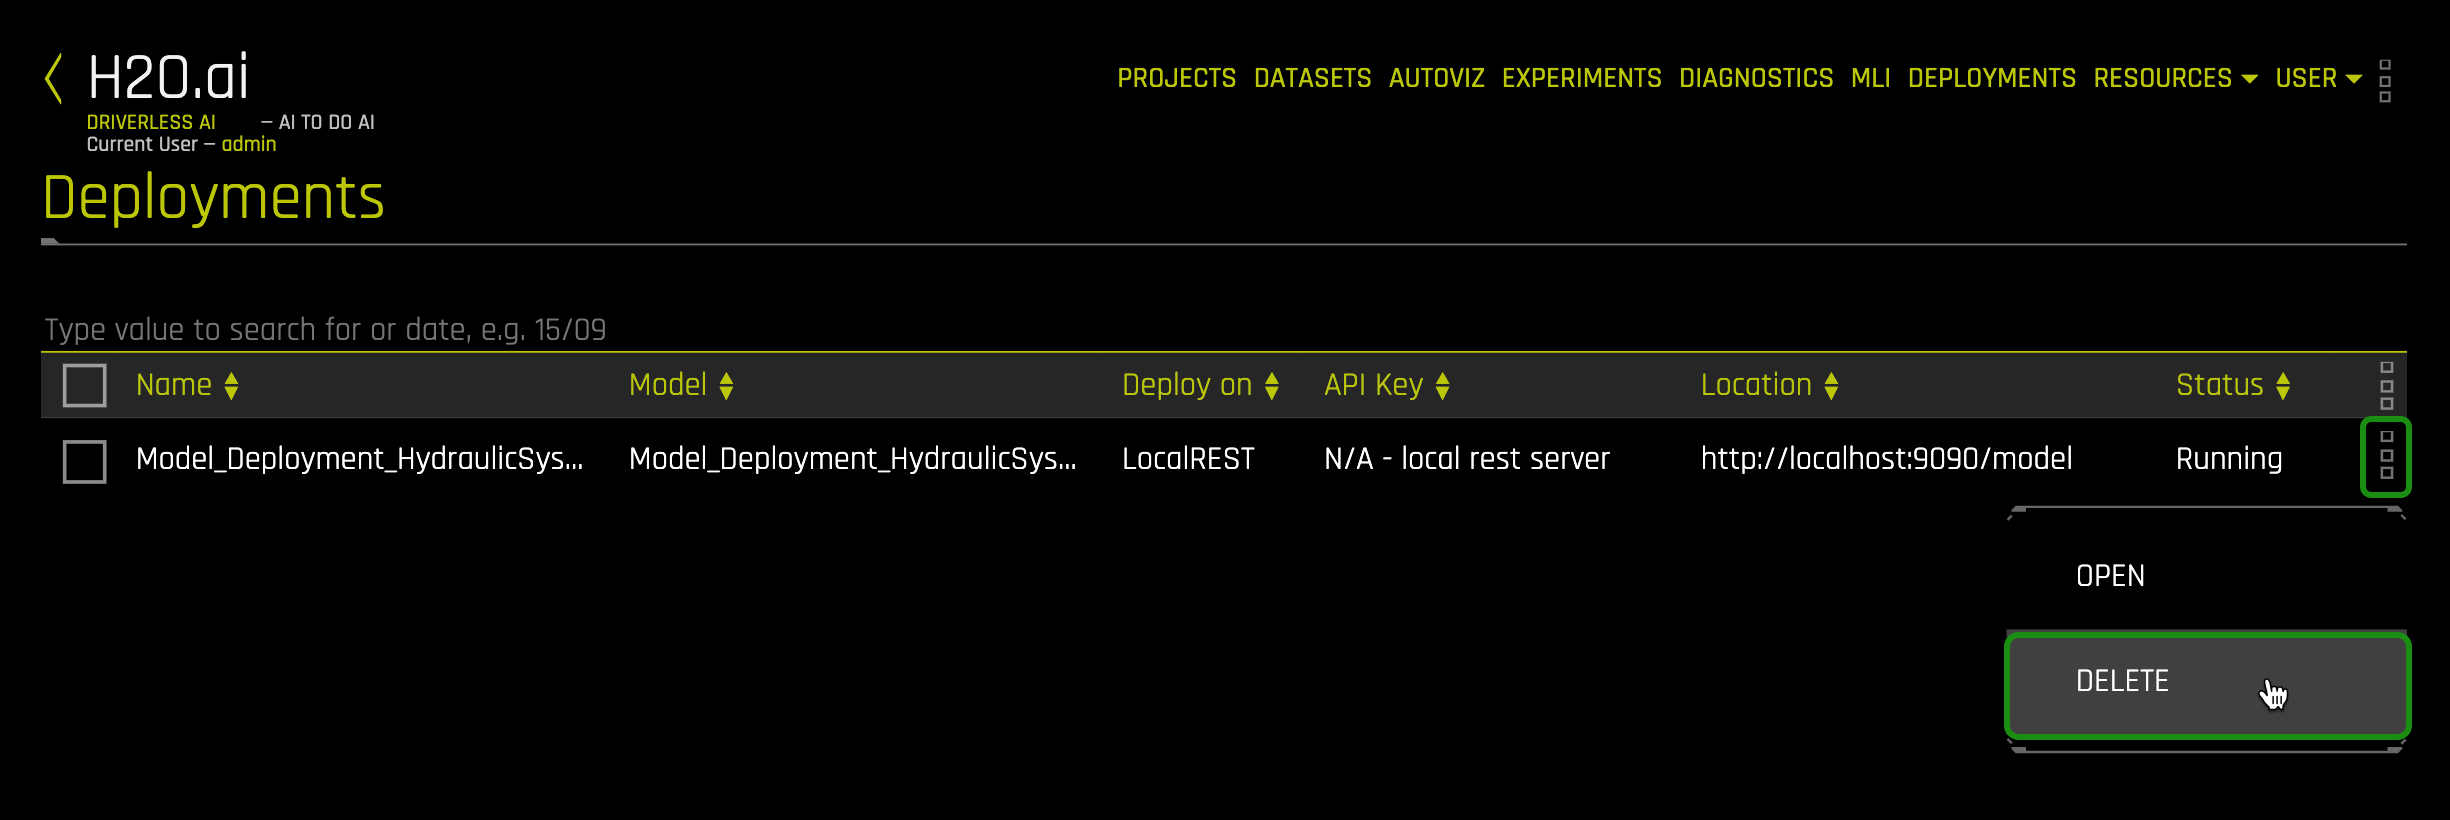 H2O.ai
PROJECTS DATASETS AUTOVIZ EXPERIMENTS DIAGNOSTICS MLI DEPLOYMENTS RESOURCES USER
DRIVERLESS AI — AI TO DO AI
Current User — admin
Deployments
Type value to search for or date, e.g. 15/09
Name Model Deploy on API Key Location Status
Model_Deployment_HydraulicSys... Model_Deployment_HydraulicSys... LocalREST N/A - local rest server http://localhost:9090/model Running
OPEN
DELETE